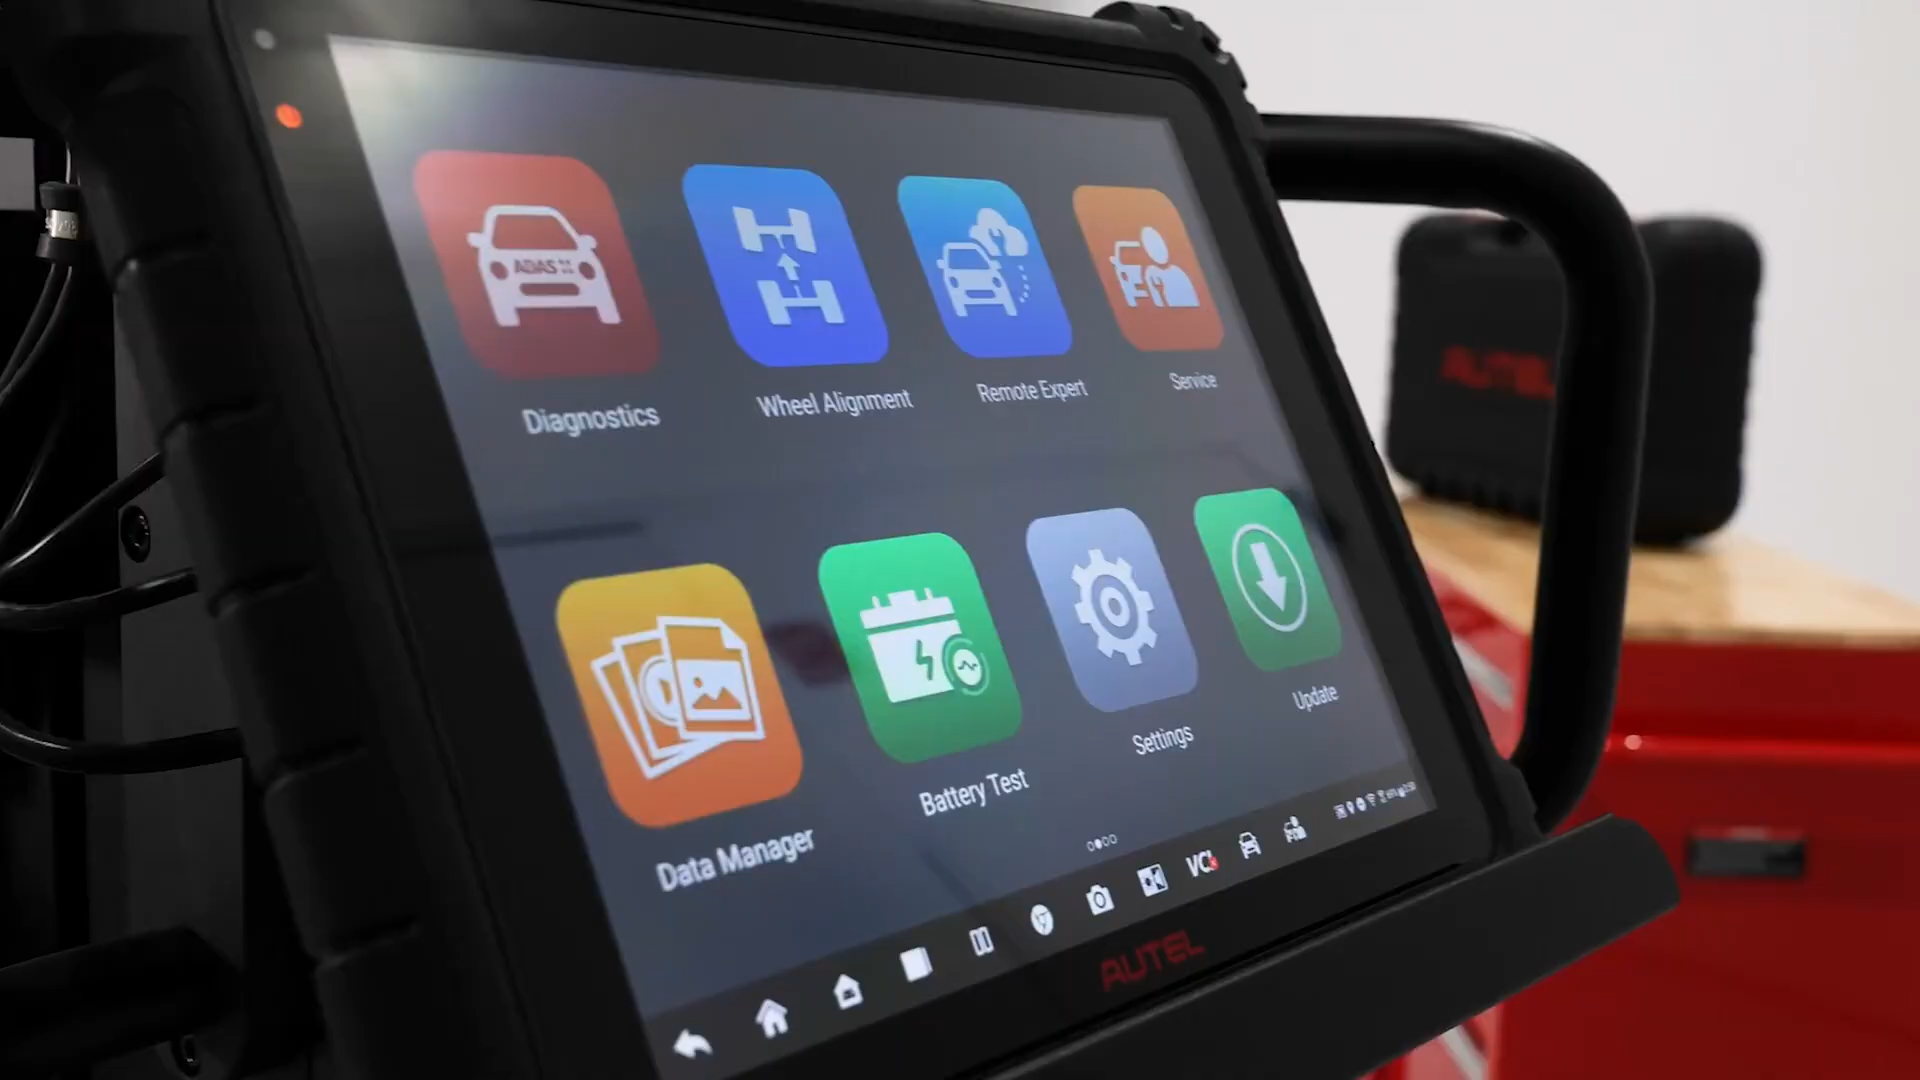 ADAS
Diagnostics
Wheel Alignment
Remote Expert
Service
Data Manager
Battery Test
Settings
Update
VCI
AUTEL
AUTEL